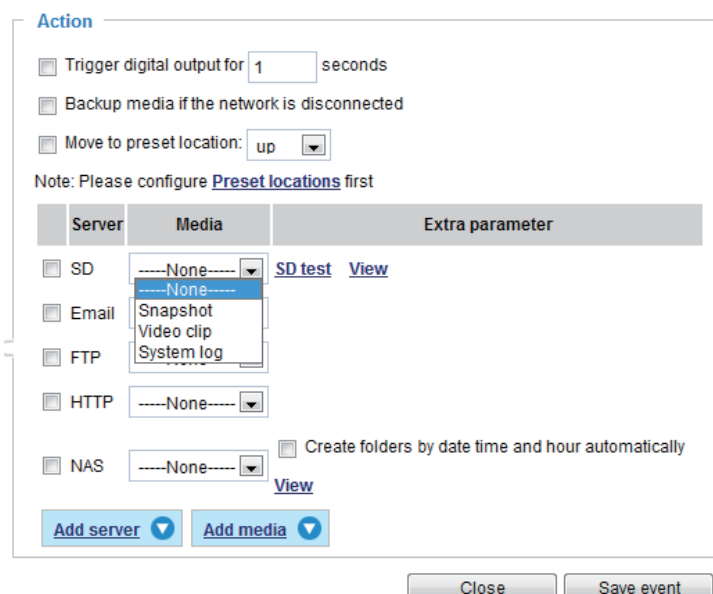 Action
Trigger digital output for 1 seconds
Backup media if the network is disconnected
Move to preset location: up
Note: Please configure Preset locations first
Server Media Extra parameter
SD -----None----- SD test View
-----None-----
Email Snapshot
Video clip
FTP System log
HTTP -----None-----
Create folders by date time and hour automatically
NAS -----None-----
View
Add server Add media
Close Save event